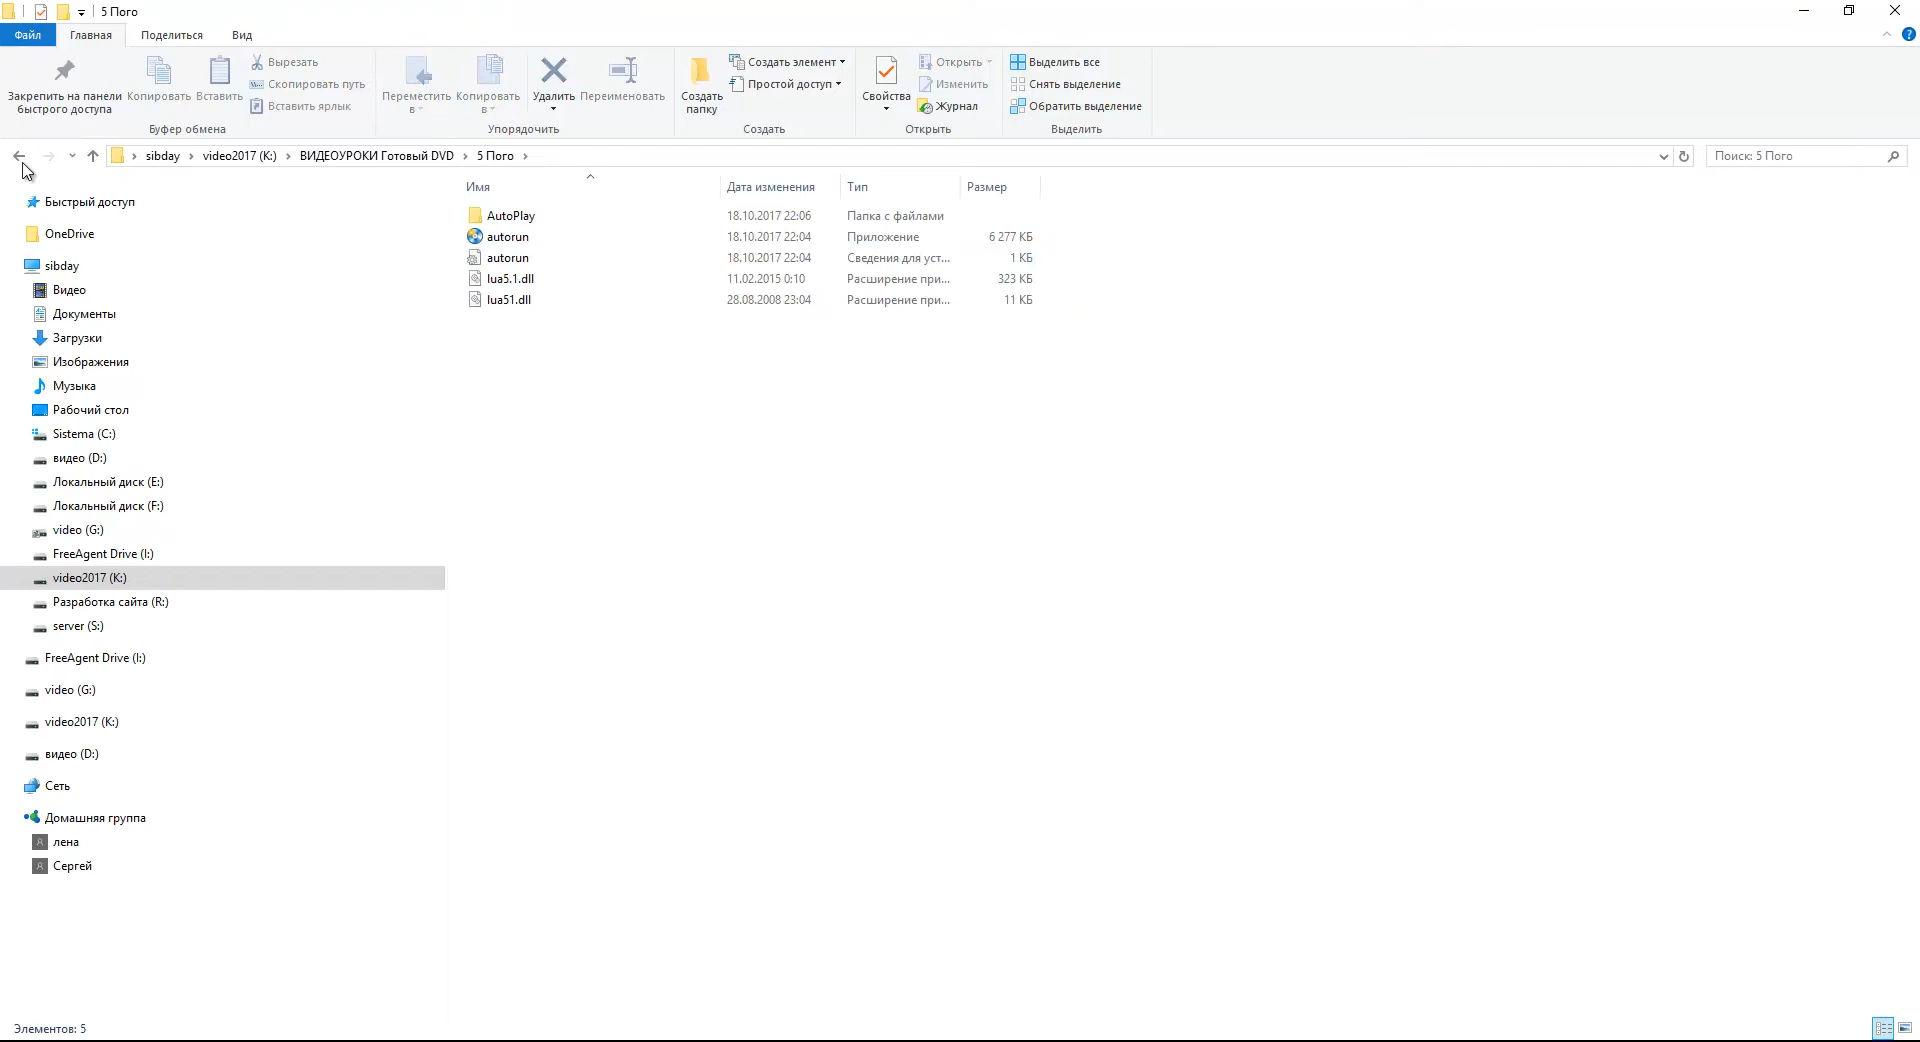 5 Пого
Файл Главная Поделиться Вид
Закрепить на панели быстрого доступа
Копировать
Вставить
Вырезать
Скопировать путь
Вставить ярлык
Буфер обмена
Переместить в
Копировать в
Удалить
Переименовать
Упорядочить
Создать папку
Создать элемент
Простой доступ
Создать
Свойства
Открыть
Изменить
Журнал
Открыть
Выделить все
Снять выделение
Обратить выделение
Выделить
sibday › video2017 (K:) › ВИДЕОУРОКИ Готовый DVD › 5 Пого ›
Поиск: 5 Пого
Быстрый доступ
OneDrive
sibday
Видео
Документы
Загрузки
Изображения
Музыка
Рабочий стол
Sistema (C:)
видео (D:)
Локальный диск (E:)
Локальный диск (F:)
video (G:)
FreeAgent Drive (I:)
video2017 (K:)
Разработка сайта (R:)
server (S:)
FreeAgent Drive (I:)
video (G:)
video2017 (K:)
видео (D:)
Сеть
Домашняя группа
лена
Сергей
Имя Дата изменения Тип Размер
AutoPlay 18.10.2017 22:06 Папка с файлами
autorun 18.10.2017 22:04 Приложение 6 277 КБ
autorun 18.10.2017 22:04 Сведения для уст... 1 КБ
lua5.1.dll 11.02.2015 0:10 Расширение при... 323 КБ
lua51.dll 28.08.2008 23:04 Расширение при... 11 КБ
Элементов: 5